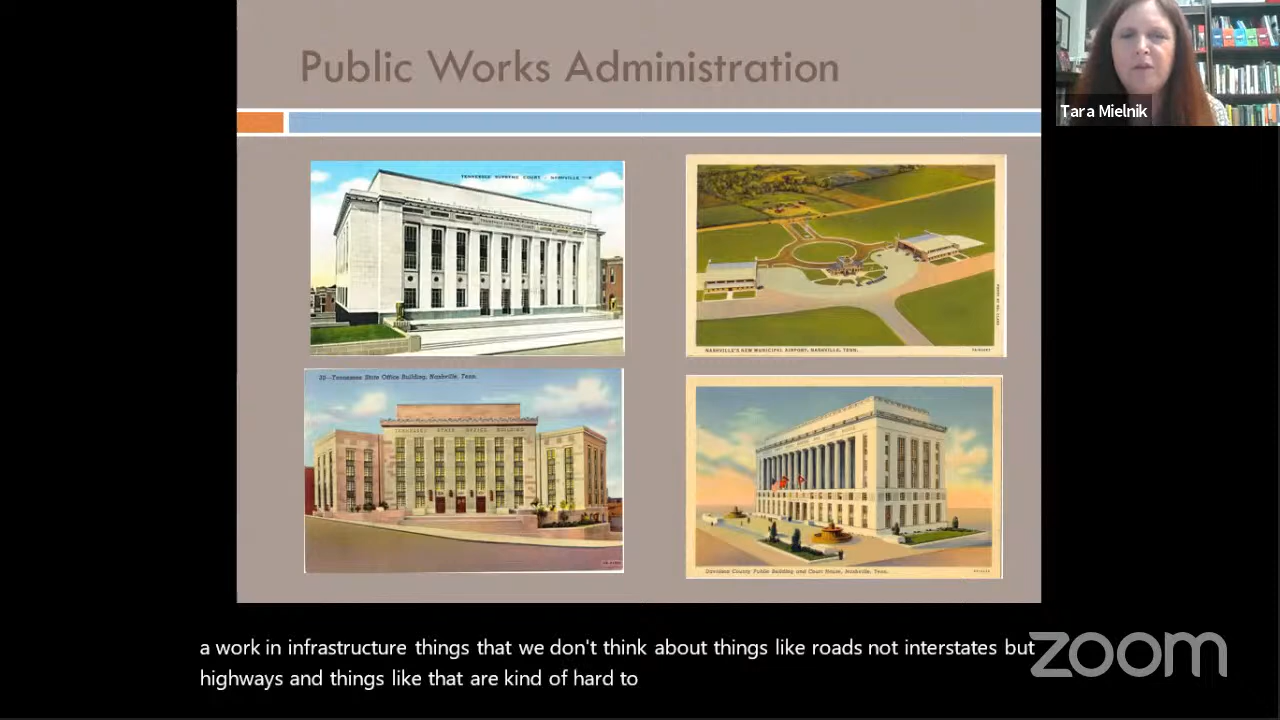 Public Works Administration
Tara Mielnik
TENNESSEE SUPREME COURT - NASHVILLE
NASHVILLE'S NEW MUNICIPAL AIRPORT, NASHVILLE, TENN.
Tennessee State Office Building, Nashville, Tenn.
TENNESSEE STATE OFFICE BUILDING
Davidson County Public Building and Court House, Nashville, Tenn.
a work in infrastructure things that we don't think about things like roads not interstates but
highways and things like that are kind of hard to
zoom